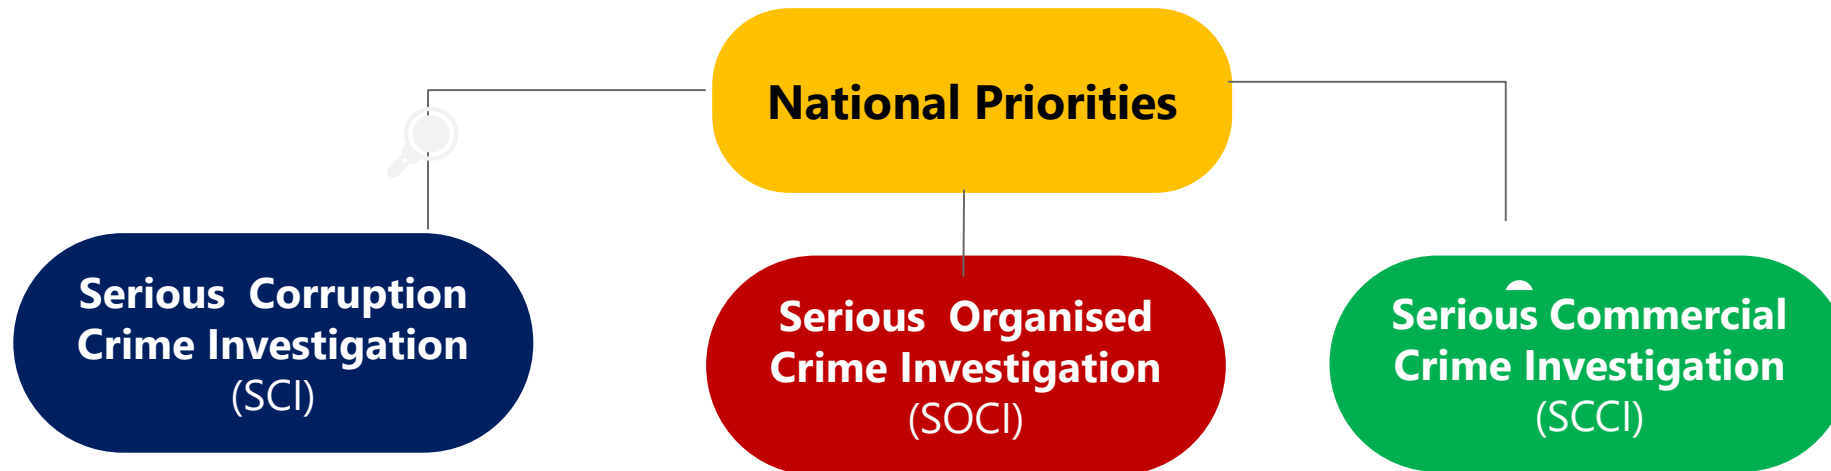 National Priorities
Serious Corruption
Crime Investigation
(SCI)
Serious Organised
Crime Investigation
(SOCI)
Serious Commercial
Crime Investigation
(SCCI)